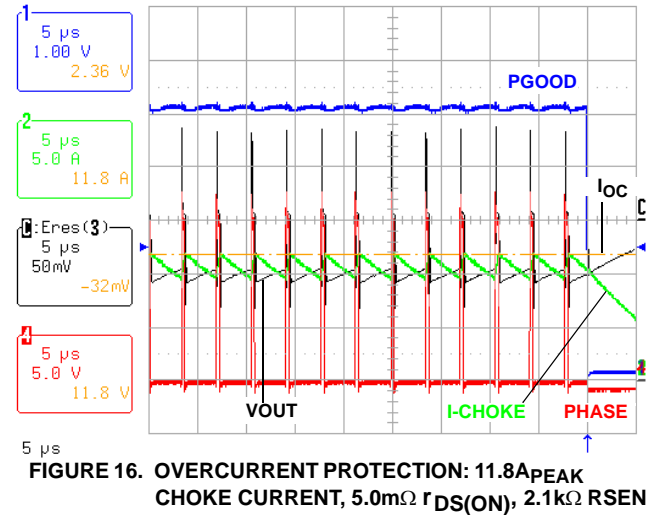 1
5 µs
1.00 V
2.36 V
2
5 µs
5.0 A
11.8 A
D:Eres(3)
5 µs
50mV
-32mV
4
5 µs
5.0 V
11.8 V
5 µs
PGOOD
IOC
VOUT
I-CHOKE
PHASE
FIGURE 16. OVERCURRENT PROTECTION: 11.8APEAK
CHOKE CURRENT, 5.0mΩ rDS(ON), 2.1kΩ RSEN